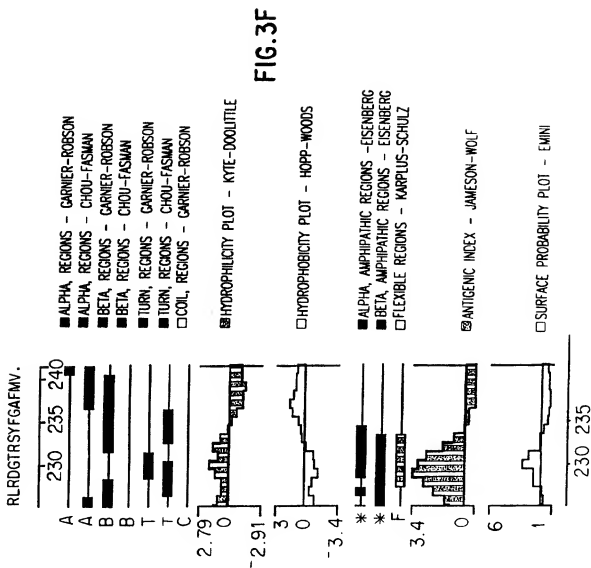 FIG.3F
RLRDGTRSYFGAFMV.
230 235 240
A ■ ALPHA, REGIONS - GARNIER-ROBSON
A ■ ALPHA, REGIONS - CHOU-FASMAN
B ■ BETA, REGIONS - GARNIER-ROBSON
B ■ BETA, REGIONS - CHOU-FASMAN
T ■ TURN, REGIONS - GARNIER-ROBSON
T ■ TURN, REGIONS - CHOU-FASMAN
C □ COIL, REGIONS - GARNIER-ROBSON
2.79
0
-2.91
HYDROPHILICITY PLOT - KYTE-DOOLITTLE
3
0
-3.4
□ HYDROPHOBICITY PLOT - HOPP-WOODS
* ■ ALPHA, AMPHIPATHIC REGIONS -EISENBERG
* ■ BETA, AMPHIPATHIC REGIONS - EISENBERG
F □ FLEXIBLE REGIONS - KARPLUS-SCHULZ
3.4
0
ANTIGENIC INDEX - JAMESON-WOLF
6
1
□ SURFACE PROBABILITY PLOT - EMINI
230 235